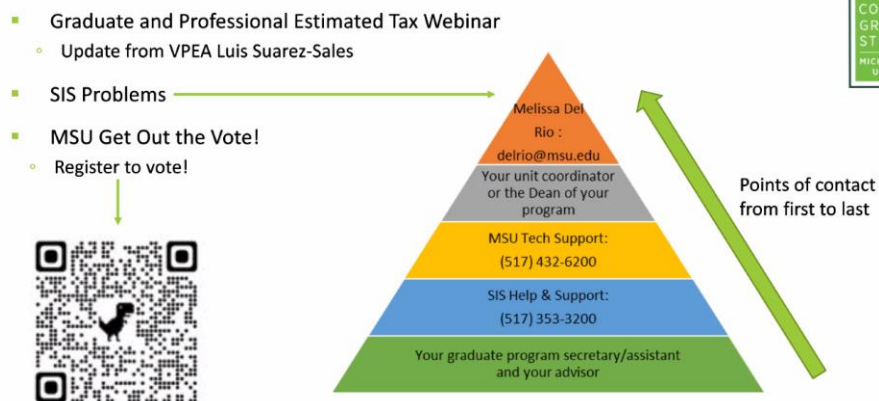 Graduate and Professional Estimated Tax Webinar
Update from VPEA Luis Suarez-Sales
SIS Problems
MSU Get Out the Vote!
Register to vote!
Melissa Del
Rio :
delrio@msu.edu
Your unit coordinator
or the Dean of your
program
MSU Tech Support:
(517) 432-6200
SIS Help & Support:
(517) 353-3200
Your graduate program secretary/assistant
and your advisor
Points of contact
from first to last